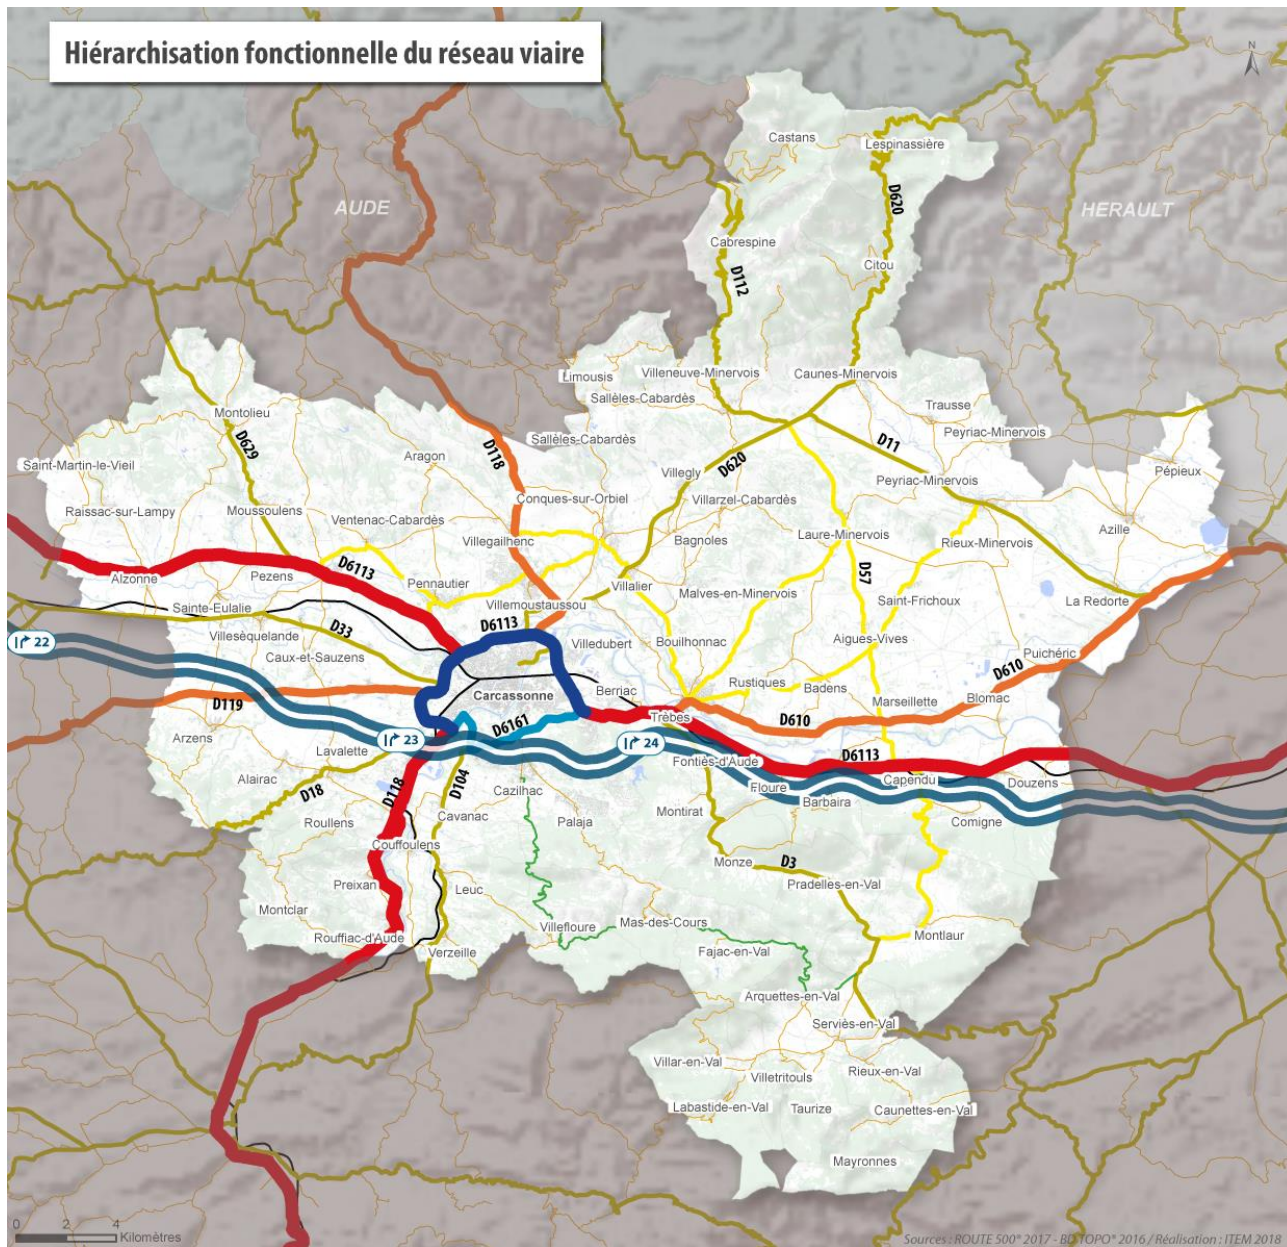 Hiérarchisation fonctionnelle du réseau viaire
N
Castans
Lespinassière
AUDE
D620
HERAULT
Cabrespine
Citou
D112
Limousis
Villeneuve-Minervois
Caunes-Minervois
Sallèles-Cabardès
Trausse
Montolieu
Peyriac-Minervois
D629
D118
Sallèles-Cabardès
D11
Aragon
Saint-Martin-le-Vieil
Villegly
D620
Pépieux
Peyriac-Minervois
Conques-sur-Orbiel
Villarzel-Cabardès
Raissac-sur-Lampy
Moussoulens
Ventenac-Cabardès
Azille
Villegailhenc
Bagnoles
Laure-Minervois
Rieux-Minervois
D6113
Alzonne
Pezens
Pennautier
D57
Villalier
Malves-en-Minervois
Saint-Frichoux
La Redorte
Sainte-Eulalie
Villemoustaussou
D33
D6113
Villesèquelande
Villedubert
Bouilhonnac
Aigues-Vives
22
Caux-et-Sauzens
Puichéric
D610
Rustiques
Badens
Carcassonne
Berriac
Marseillette
Blomac
D119
Trèbes
D610
D6161
Arzens
23
24
Lavalette
D6113
Fontiès-d'Aude
Alairac
Capendu
Douzens
D18
D118
D104
Cazilhac
Floure
Barbaira
Roullens
Cavanac
Palaja
Montirat
Comigne
Couffoulens
Monze
D3
Preixan
Leuc
Pradelles-en-Val
Montclar
Villefloure
Mas-des-Cours
Rouffiac-d'Aude
Montlaur
Verzeille
Fajac-en-Val
Arquettes-en-Val
Serviès-en-Val
Villar-en-Val
Rieux-en-Val
Villetritouls
Labastide-en-Val
Taurize
Caunettes-en-Val
Mayronnes
0 2 4
Kilomètres
Sources : ROUTE 500® 2017 - BD TOPO® 2016 / Réalisation : ITEM 2018